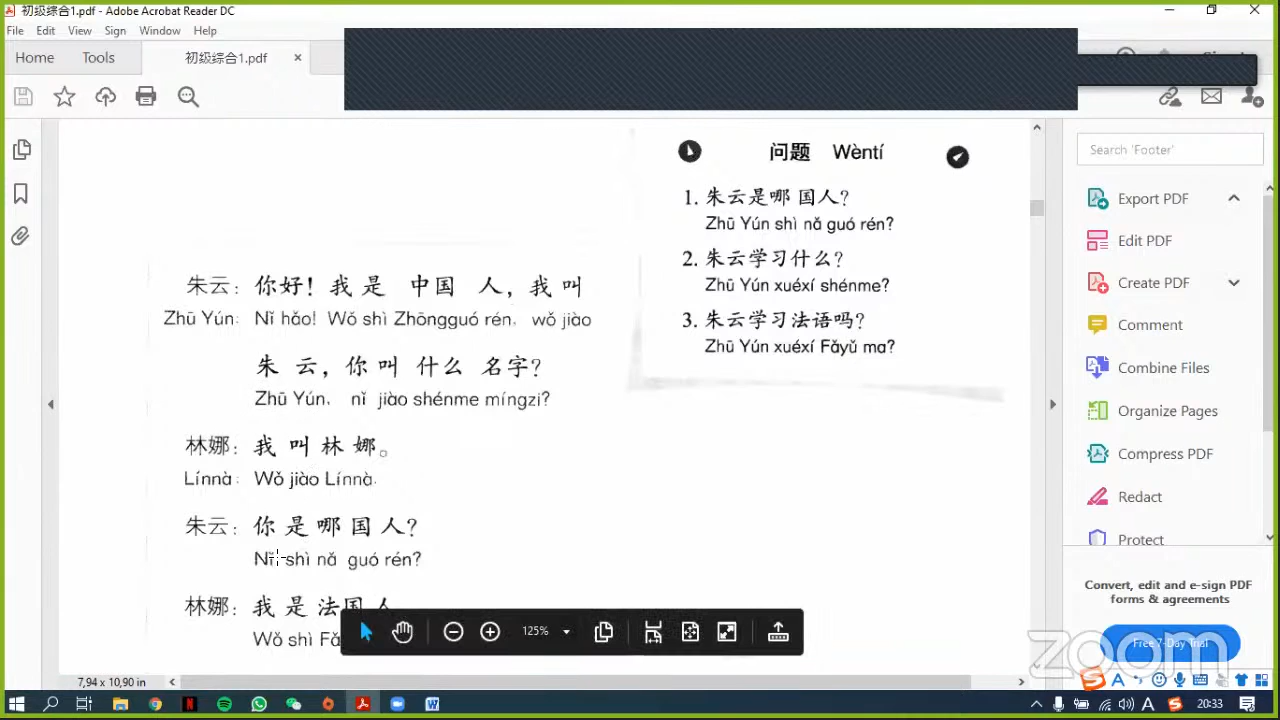 初级综合1.pdf - Adobe Acrobat Reader DC
File Edit View Window Help
Home Tools 初级综合1.pdf ×
问题 Wèntí
1. 朱云是哪 国人?
Zhū Yún shì nǎ guó rén?
2. 朱云学习什么?
Zhū Yún xuéxí shénme?
3. 朱云学习法语吗?
Zhū Yún xuéxí Fǎyǔ ma?
朱云: 你好! 我 是 中国 人, 我 叫
Zhū Yún: Nǐ hǎo! Wǒ shì Zhōngguó rén, wǒ jiào
朱 云, 你 叫 什么 名字?
Zhū Yún, nǐ jiào shénme míngzi?
林娜: 我 叫 林 娜。
Línnà: Wǒ jiào Línnà.
朱云: 你 是 哪 国 人?
Nǐ shì nǎ guó rén?
林娜: 我 是 法国 人
Wǒ shì
125%
7,94 x 10,90 in
Search 'Footer'
Export PDF
Edit PDF
Create PDF
Comment
Combine Files
Organize Pages
Compress PDF
Redact
Protect
Convert, edit and e-sign PDF
forms & agreements
Free 7-Day Trial
zoom
20:33